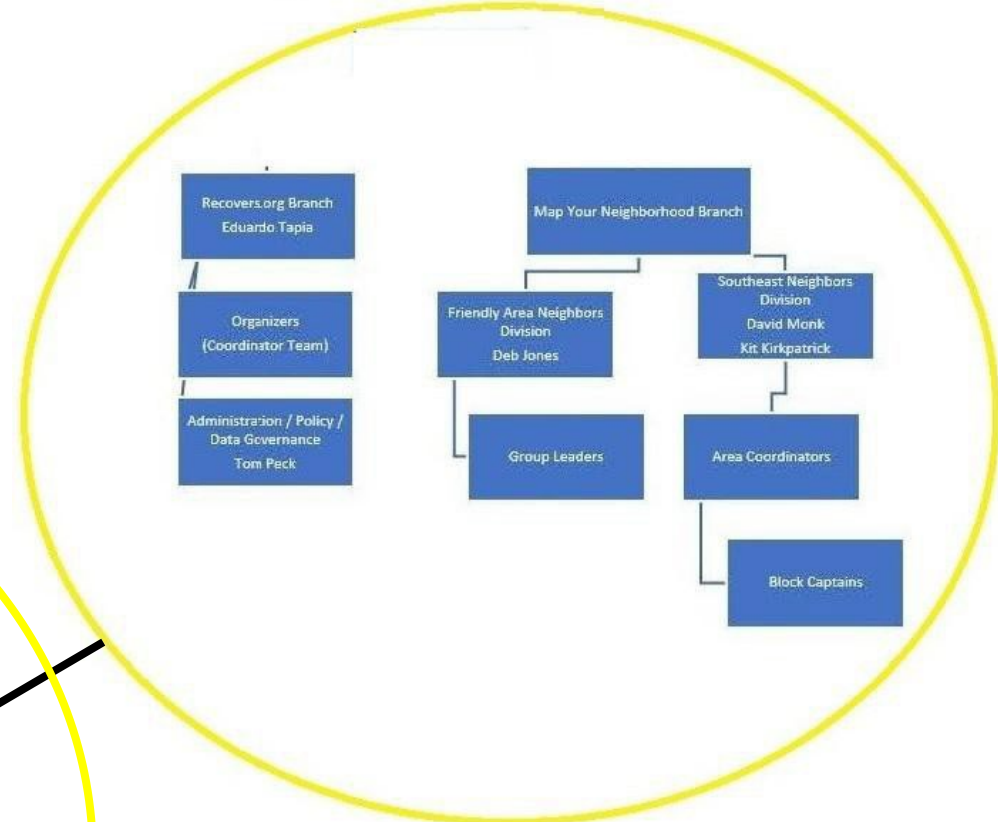 Recovers.org Branch
Eduardo Tapia
Organizers
(Coordinator Team)
Administration / Policy /
Data Governance
Tom Peck
Map Your Neighborhood Branch
Friendly Area Neighbors
Division
Deb Jones
Group Leaders
Southeast Neighbors
Division
David Monk
Kit Kirkpatrick
Area Coordinators
Block Captains